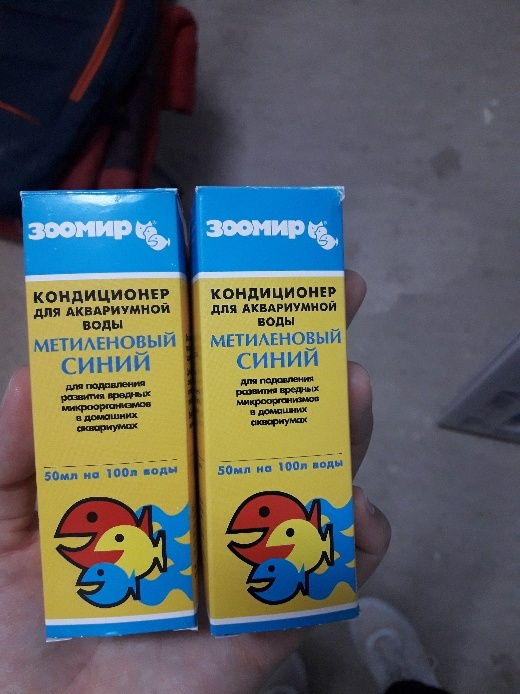 ЗООМИР
КОНДИЦИОНЕР
ДЛЯ АКВАРИУМНОЙ
ВОДЫ
МЕТИЛЕНОВЫЙ
СИНИЙ
для подавления
развития вредных
микроорганизмов
в домашних
аквариумах
50мл на 100л воды
ЗООМИР
КОНДИЦИОНЕР
ДЛЯ АКВАРИУМНОЙ
ВОДЫ
МЕТИЛЕНОВЫЙ
СИНИЙ
для подавления
развития вредных
микроорганизмов
в домашних
аквариумах
50мл на 100л воды